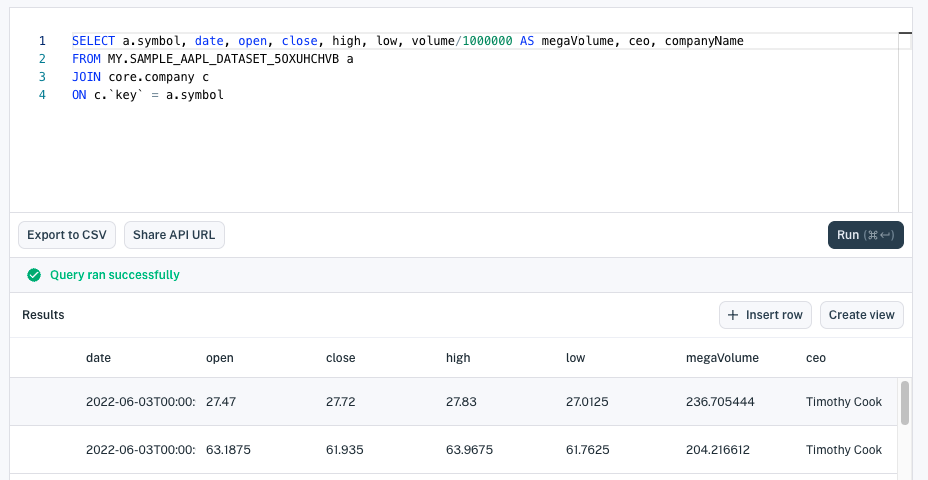 1 SELECT a.symbol, date, open, close, high, low, volume/1000000 AS megaVolume, ceo, companyName
2 FROM MY.SAMPLE_AAPL_DATASET_5OXUHCHVB a
3 JOIN core.company c
4 ON c.`key` = a.symbol
Export to CSV Share API URL Run (⌘↩)
Query ran successfully
Results + Insert row Create view
date open close high low megaVolume ceo
2022-06-03T00:00: 27.47 27.72 27.83 27.0125 236.705444 Timothy Cook
2022-06-03T00:00: 63.1875 61.935 63.9675 61.7625 204.216612 Timothy Cook